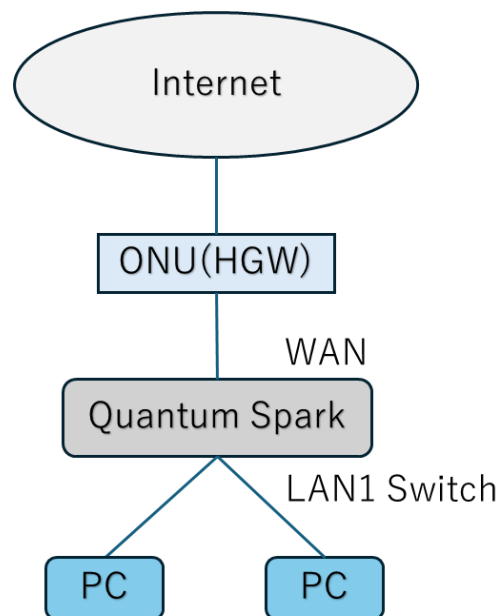 Internet
ONU(HGW)
WAN
Quantum Spark
LAN1 Switch
PC
PC